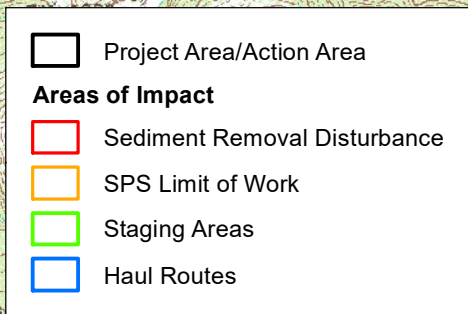 Project Area/Action Area
Areas of Impact
Sediment Removal Disturbance
SPS Limit of Work
Staging Areas
Haul Routes